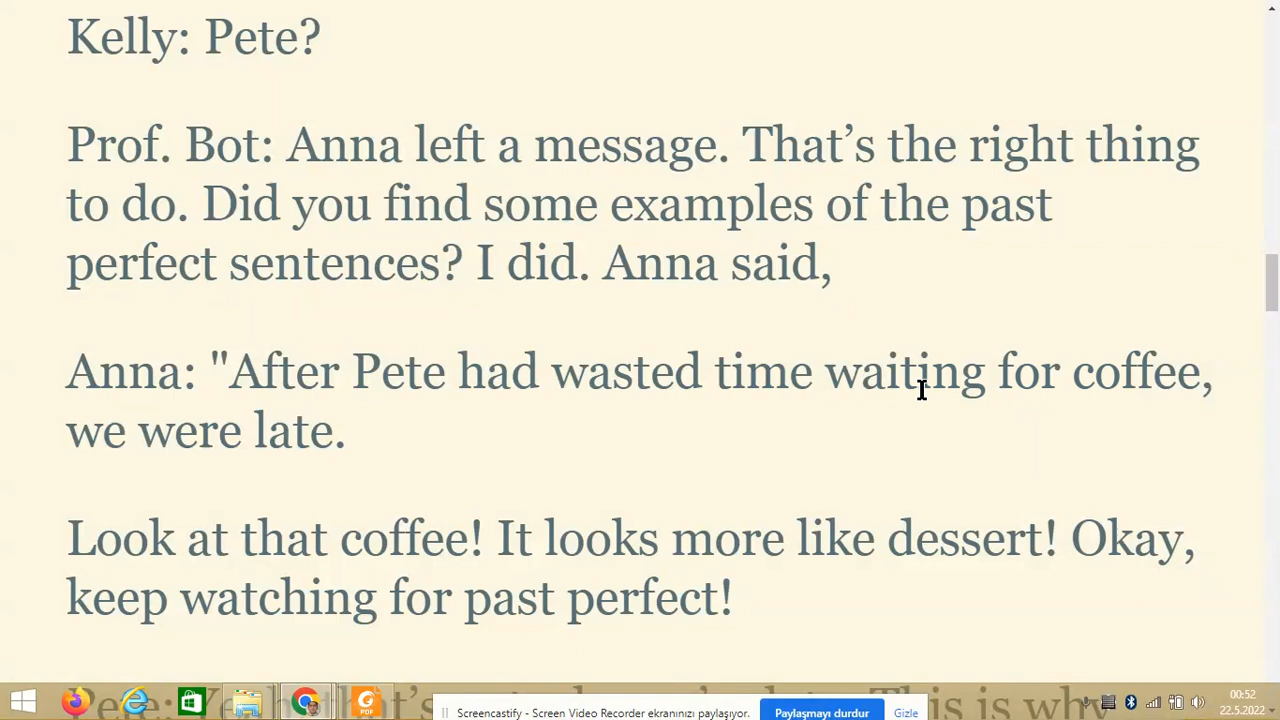 Kelly: Pete?
Prof. Bot: Anna left a message. That’s the right thing
to do. Did you find some examples of the past
perfect sentences? I did. Anna said,
Anna: "After Pete had wasted time waiting for coffee,
we were late.
Look at that coffee! It looks more like dessert! Okay,
keep watching for past perfect!
Screencastify - Screen Video Recorder ekranınızı paylaşıyor.
Paylaşmayı durdur
Gizle
00:52
22.5.2022